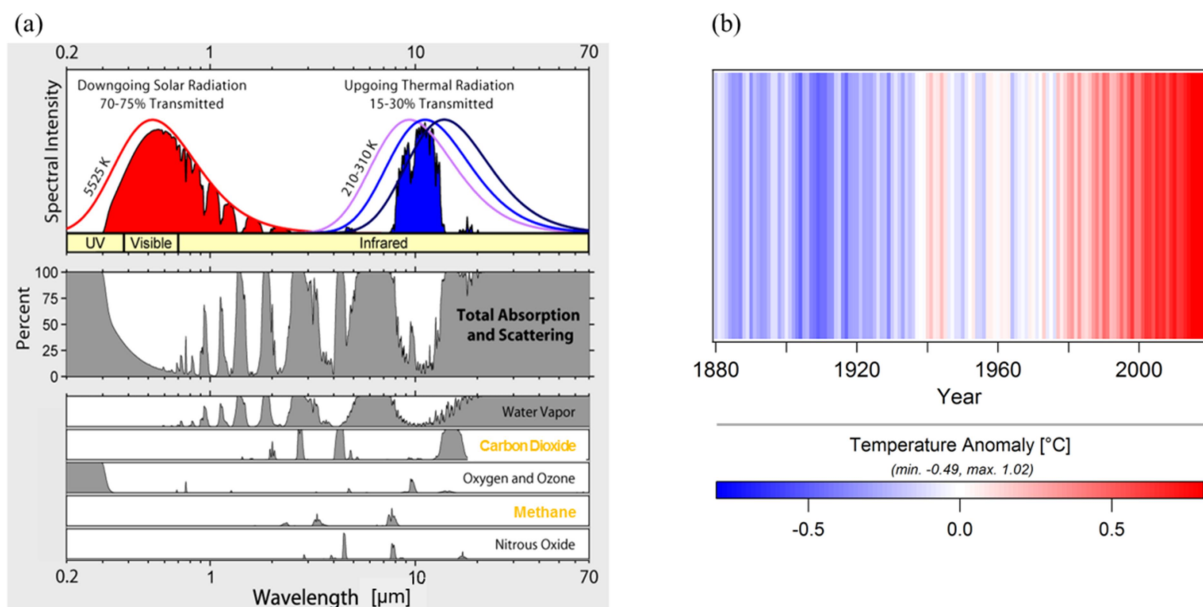 (a)
0.2 1 10 70
Downgoing Solar Radiation
70-75% Transmitted
Upgoing Thermal Radiation
15-30% Transmitted
Spectral Intensity
5525 K
210-310 K
UV Visible Infrared
Percent
100
75
50
25
0
Total Absorption
and Scattering
Water Vapor
Carbon Dioxide
Oxygen and Ozone
Methane
Nitrous Oxide
0.2 1 10 70
Wavelength [µm]
(b)
1880 1920 1960 2000
Year
Temperature Anomaly [°C]
(min. -0.49, max. 1.02)
-0.5 0.0 0.5